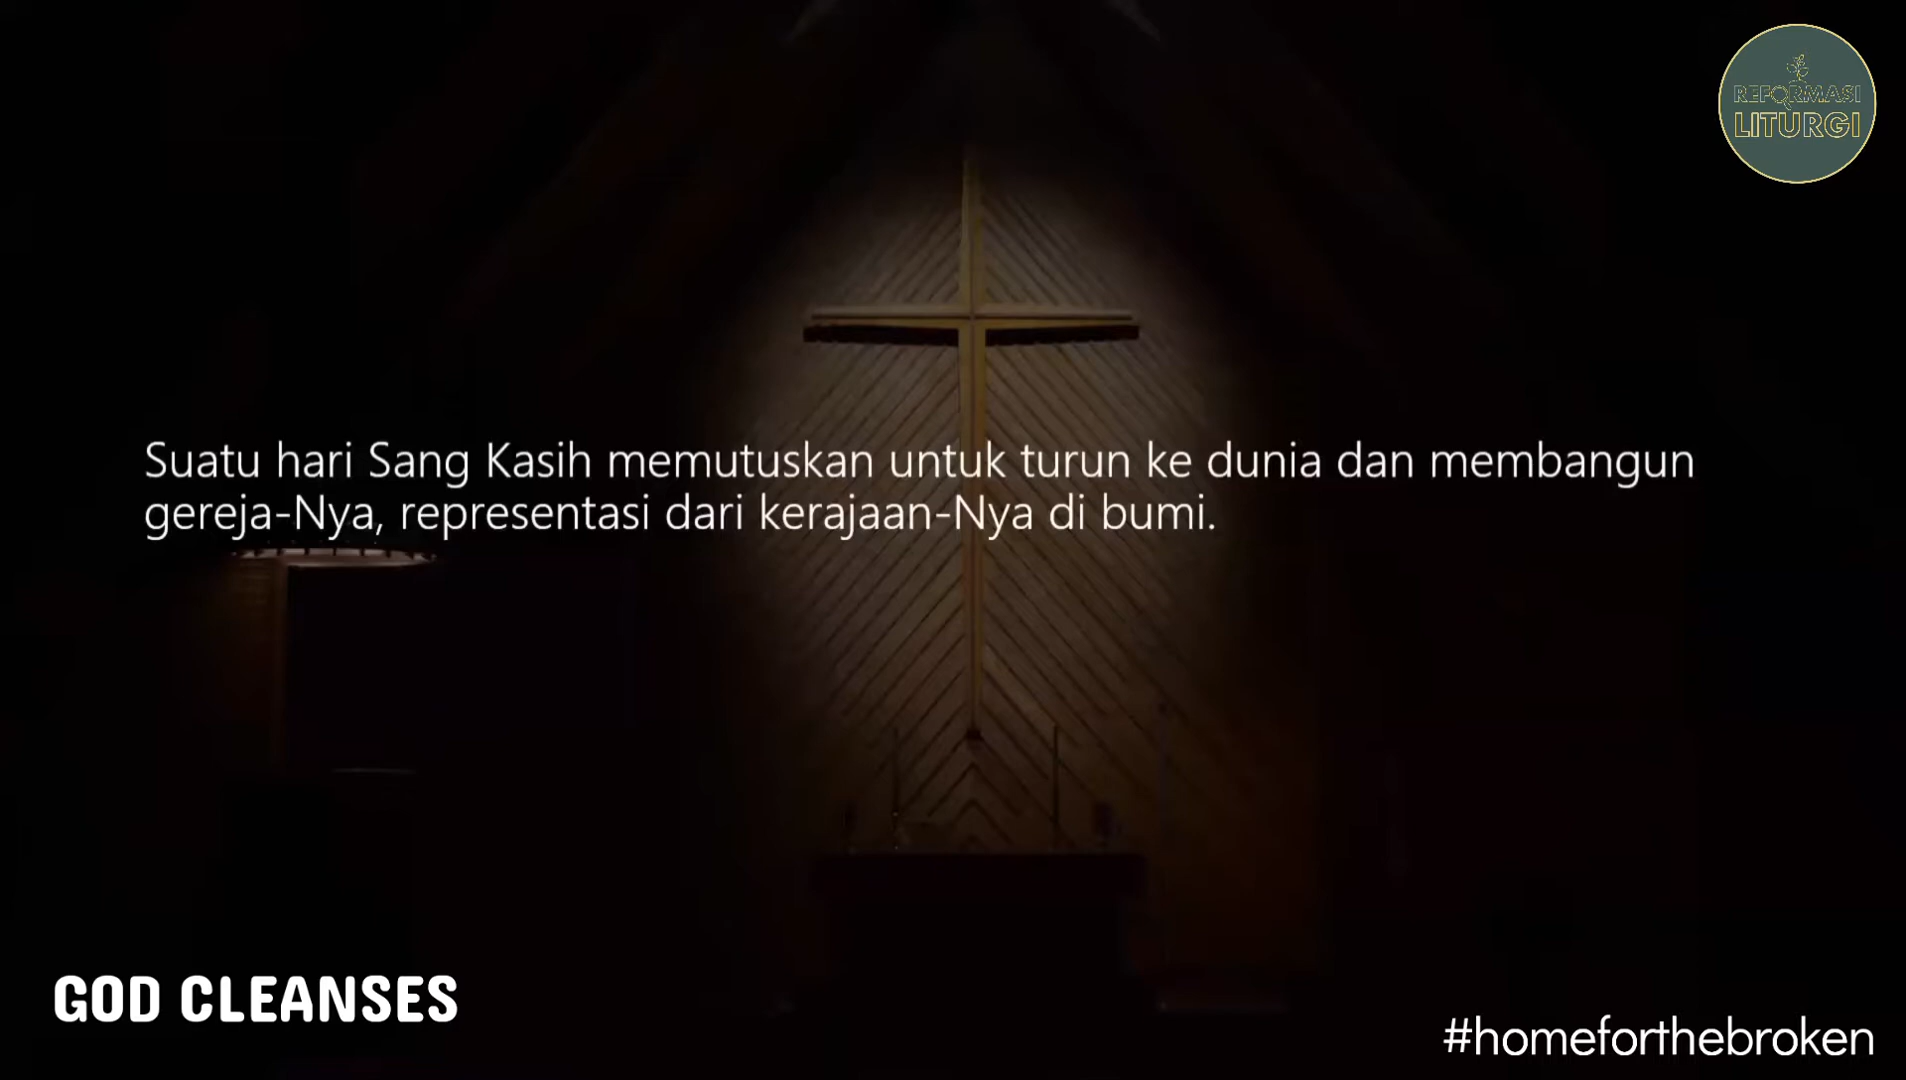 REFORMASI
LITURGI
Suatu hari Sang Kasih memutuskan untuk turun ke dunia dan membangun
gereja-Nya, representasi dari kerajaan-Nya di bumi.
GOD CLEANSES
#homeforthebroken